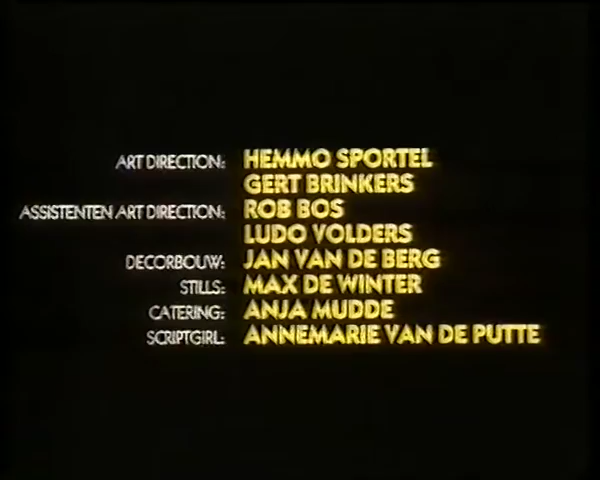 ART DIRECTION: HEMMO SPORTEL
GERT BRINKERS
ASSISTENTEN ART DIRECTION: ROB BOS
LUDO VOLDERS
DECORBOUW: JAN VAN DE BERG
STILLS: MAX DE WINTER
CATERING: ANJA MUDDE
SCRIPTGIRL: ANNEMARIE VAN DE PUTTE